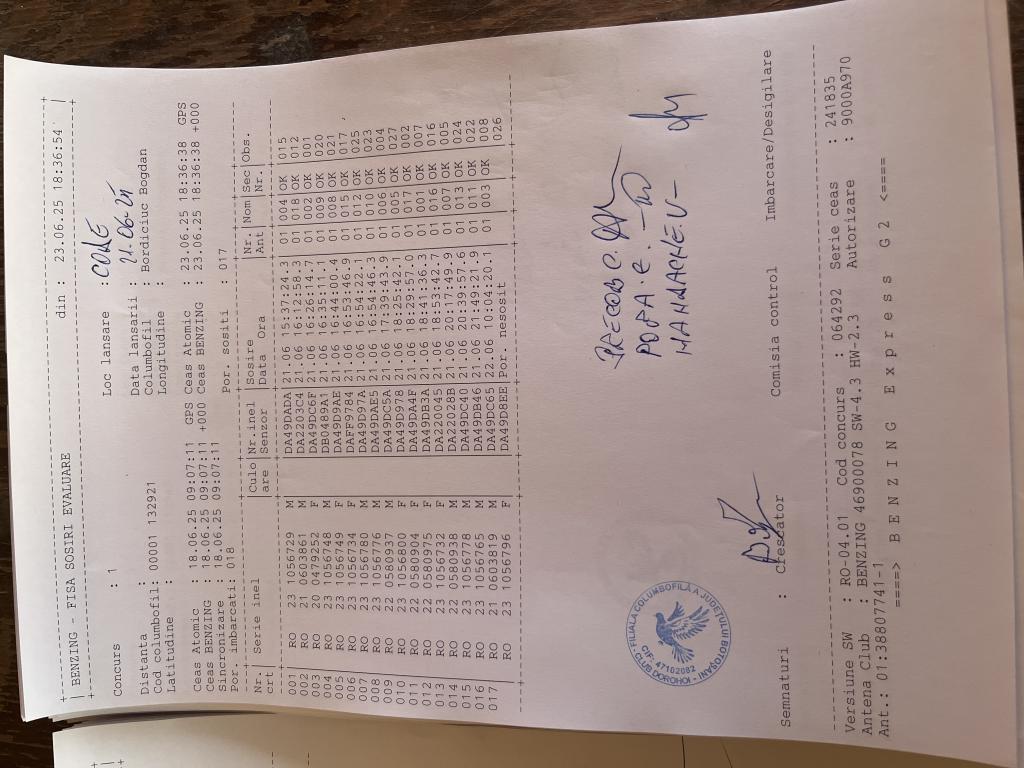 BENZING - FISA SOSIRI EVALUARE din : 23.06.25 18:36:54
Concurs : 1 Loc lansare : CODE
Distanta : Data lansarii :
Cod columbofil: 00001 132921 Columbofil : Bordiciuc Bogdan
Latitudine : Longitudine :
Ceas Atomic : 18.06.25 09:07:11 GPS Ceas Atomic : 23.06.25 18:36:38 GPS
Ceas BENZING : 18.06.25 09:07:11 +000 Ceas BENZING : 23.06.25 18:36:38 +000
Sincronizare : 18.06.25 09:07:11
Por. imbarcati: 018 Por. sositi : 017
Nr. Serie inel Culo Nr.inel Sosire Nr. Nom Sec Obs.
crt are Senzor Data Ora Ant Nr.
001 RO 23 1056729 M DA49DADA 21.06 15:37:24.3 01 004 OK 015
002 RO 21 0603861 M DA2203C4 21.06 16:12:58.3 01 018 OK 012
003 RO 20 0479252 F DA49DC6F 21.06 16:26:14.7 01 002 OK 001
004 RO 23 1056748 M DB0489A1 21.06 16:33:11.1 01 009 OK 020
005 RO 23 1056749 F DA49D9AE 21.06 16:44:00.4 01 008 OK 021
006 RO 23 1056734 F DAFF9784 21.06 16:53:46.9 01 015 OK 017
007 RO 23 1056780 M DA49D97A 21.06 16:54:22.1 01 012 OK 025
008 RO 23 M DA49DAE5 21.06 16:54:46.3 01 010 OK 023
009 RO 22 0580937 M DA49DC5A 21.06 17:39:43.9 01 006 OK 004
010 RO 23 1056800 F DA49D978 21.06 18:25:42.1 01 005 OK 027
011 RO 22 0580904 F DA49DA4F 21.06 18:29:57.0 01 017 OK 002
012 RO 22 0580975 F DA49DB3A 21.06 18:41:36.1 01 001 OK 007
013 RO 23 1056732 F DA220045 21.06 18:53:42.7 01 016 OK 016
014 RO 22 0580938 M DA22028B 21.06 20:17:49.9 01 007 OK 005
015 RO 23 1056778 M DA49DC40 21.06 20:39:57.6 01 013 OK 024
016 RO 23 1056765 M DA49DB46 21.06 21:49:21.9 01 011 OK 022
017 RO 21 0603819 M DA49DC65 22.06 10:04:20.1 01 003 OK 008
RO 23 1056796 F DA49D8EE Por. nesosit 026
POPA.E.
FILIALA COLUMBOFILĂ A JUDEȚULUI BOTOȘANI
CIF: 47102082
CLUB DOROHOI
Semnaturi : Crescator Comisia control Imbarcare/Desigilare
Versiune SW : RO-04.01 Cod concurs : 064292 Serie ceas : 241835
Antena Club : BENZING 46900078 SW-4.3 HW-2.3 Autorizare : 9000A970
Ant.: 01:38807741-1
====> B E N Z I N G E x p r e s s G 2 <====